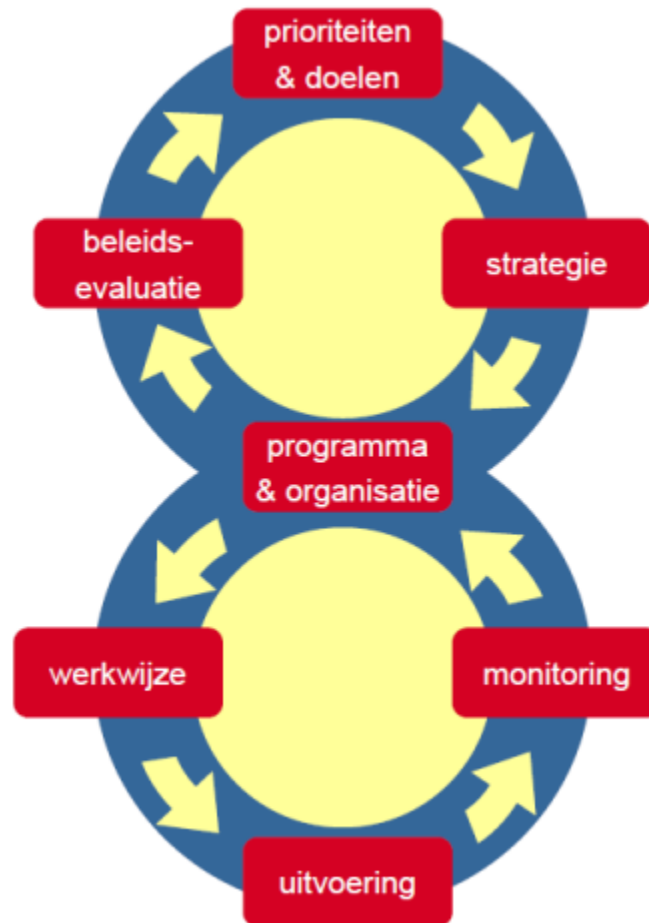 prioriteiten
& doelen
beleids-
evaluatie
strategie
programma
& organisatie
werkwijze
monitoring
uitvoering